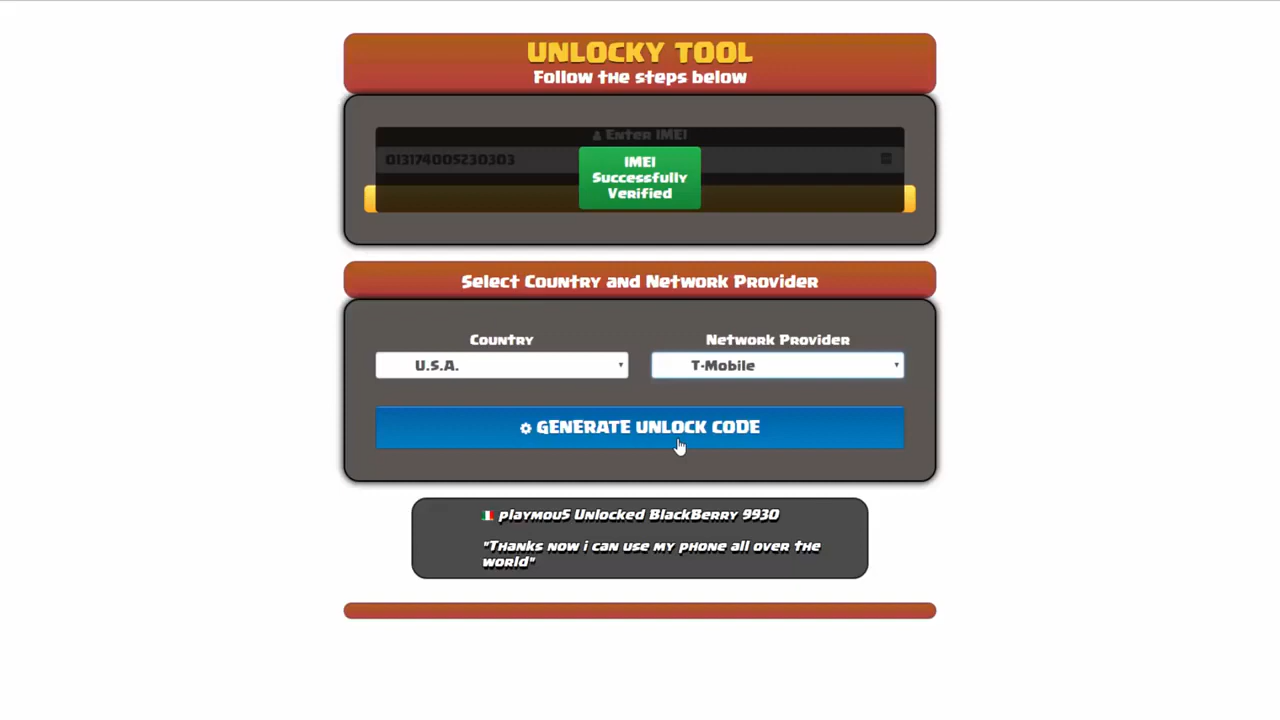 UNLOCKY TOOL
Follow the steps below
Enter IMEI
013174005230303
IMEI
Successfully
Verified
Select Country and Network Provider
Country
Network Provider
U.S.A.
T-Mobile
GENERATE UNLOCK CODE
playmou5 Unlocked BlackBerry 9930
"Thanks now i can use my phone all over the
world"